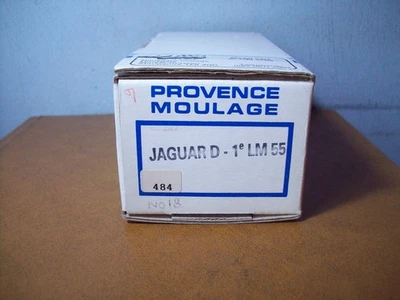 PROVENCE
MOULAGE
JAGUAR D - 1e LM 55
484
NO 18